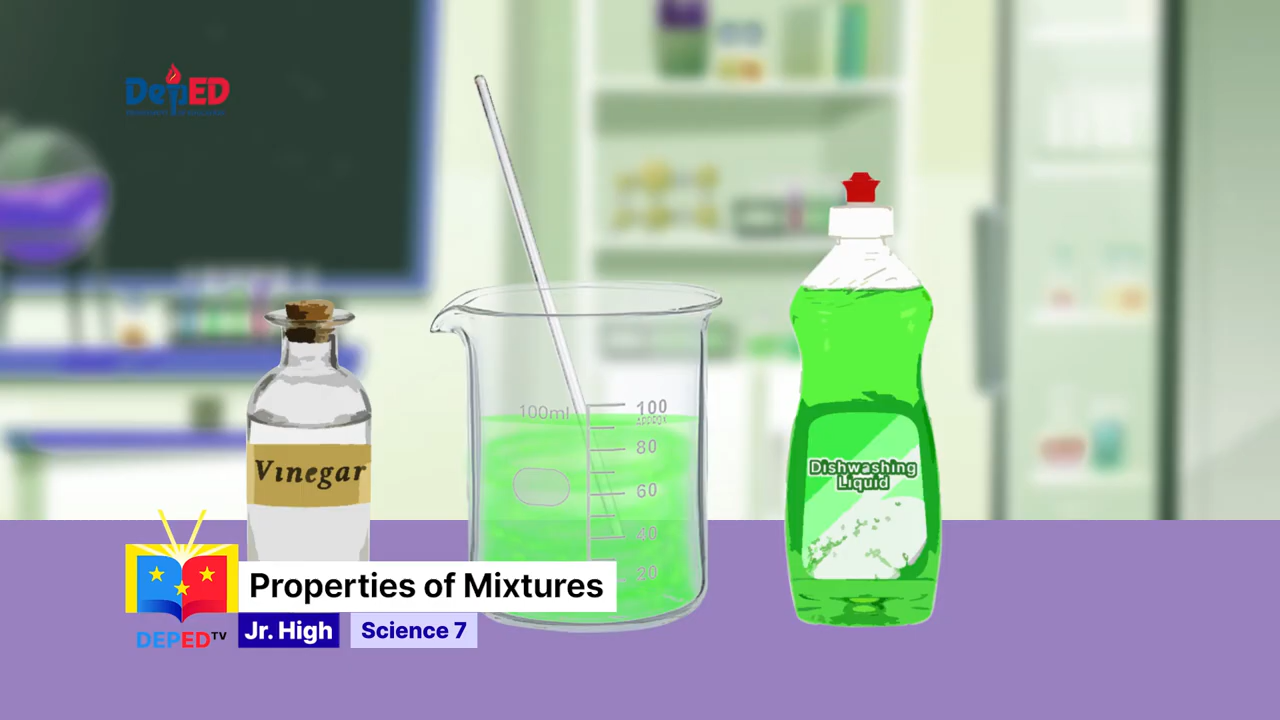 DepED
100ml
100
APPROX
80
60
40
20
Vinegar
Dishwashing
Liquid
Properties of Mixtures
Jr. High
Science 7
DEPED TV